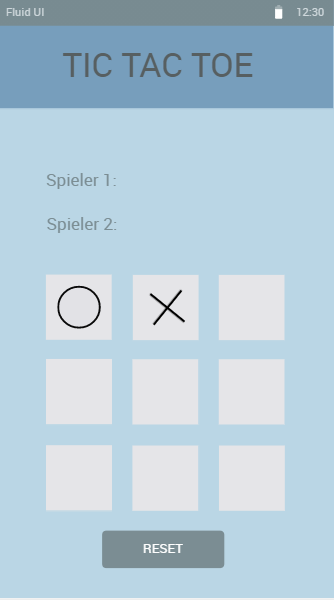 Fluid UI 12:30
TIC TAC TOE
Spieler 1:
Spieler 2:
RESET